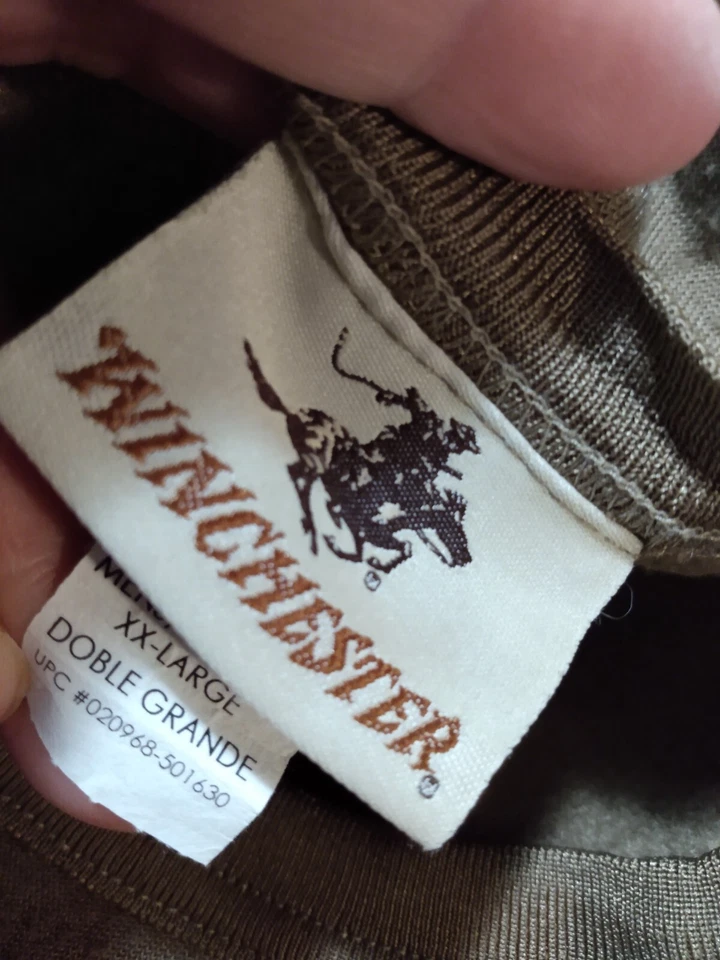 WINCHESTER
XX-LARGE
DOBLE GRANDE
UPC #020968-501630